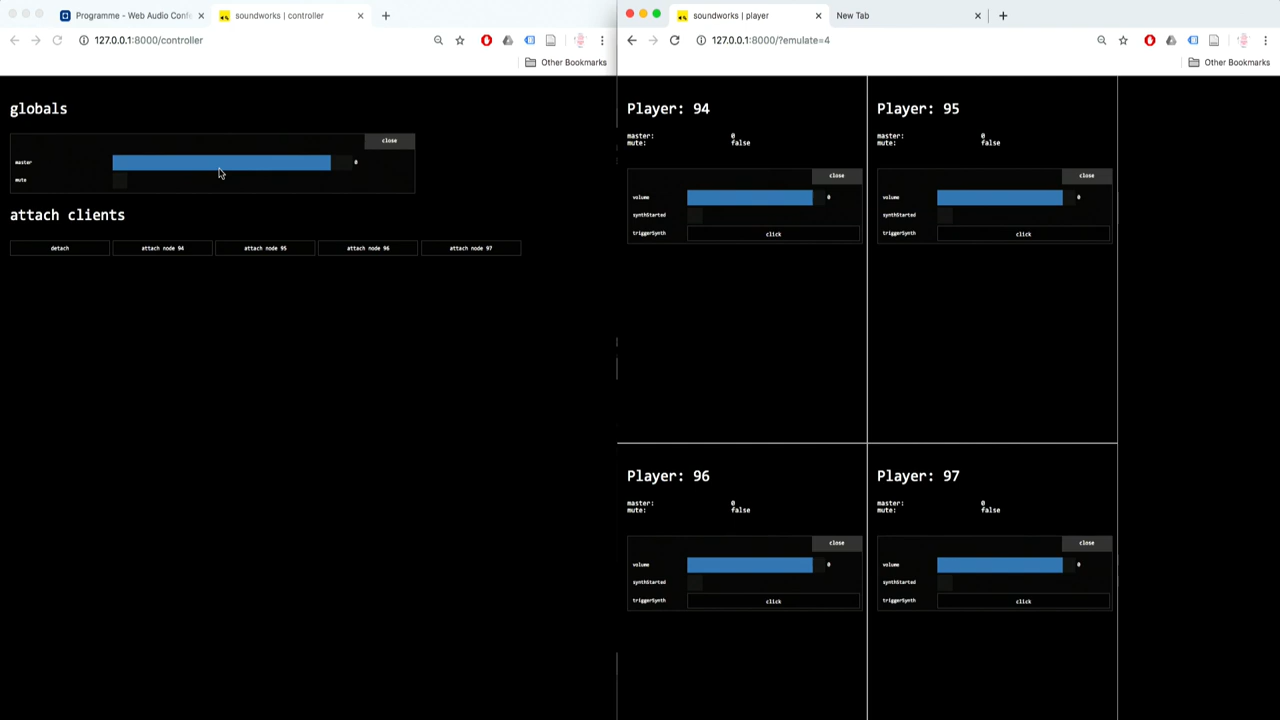 Programme - Web Audio Confe
soundworks | controller
127.0.0.1:8000/controller
Other Bookmarks
globals
close
master 0
mute
attach clients
detach
attach node 94
attach node 95
attach node 96
attach node 97
soundworks | player
New Tab
127.0.0.1:8000/?emulate=4
Other Bookmarks
Player: 94
master: 0
mute: false
close
volume 0
synthStarted
triggerSynth click
Player: 95
master: 0
mute: false
close
volume 0
synthStarted
triggerSynth click
Player: 96
master: 0
mute: false
close
volume 0
synthStarted
triggerSynth click
Player: 97
master: 0
mute: false
close
volume 0
synthStarted
triggerSynth click